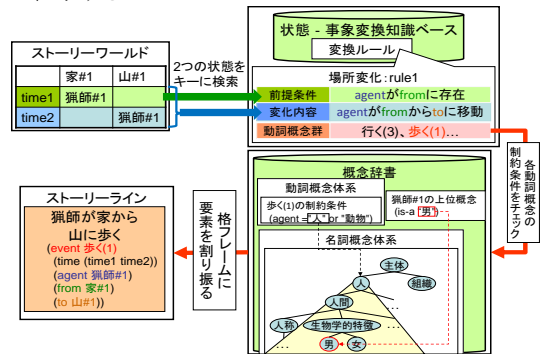 状態 - 事象変換知識ベース
変換ルール
ストーリーワールド
家#1 山#1
time1 猟師#1
time2 猟師#1
2つの状態を
キーに検索
場所変化:rule1
前提条件 agentがfromに存在
変化内容 agentがfromからtoに移動
動詞概念群 行く(3)、歩く(1)…
各動詞概念の
制約条件をチェック
概念辞書
動詞概念体系
歩く(1)の制約条件
(agent ="人" or "動物")
猟師#1の上位概念
(is-a "男")
名詞概念体系
主体
人 組織
人間
人称 生物学的特徴 …
… 男 女 …
格フレームに
要素を割り振る
ストーリーライン
猟師が家から
山に歩く
(event 歩く(1)
(time (time1 time2))
(agent 猟師#1)
(from 家#1)
(to 山#1))